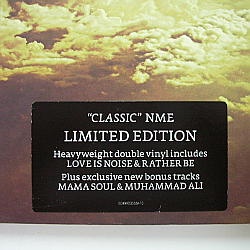 "CLASSIC" NME
LIMITED EDITION
Heavyweight double vinyl includes
LOVE IS NOISE & RATHER BE
Plus exclusive new bonus tracks
MAMA SOUL & MUHAMMAD ALI